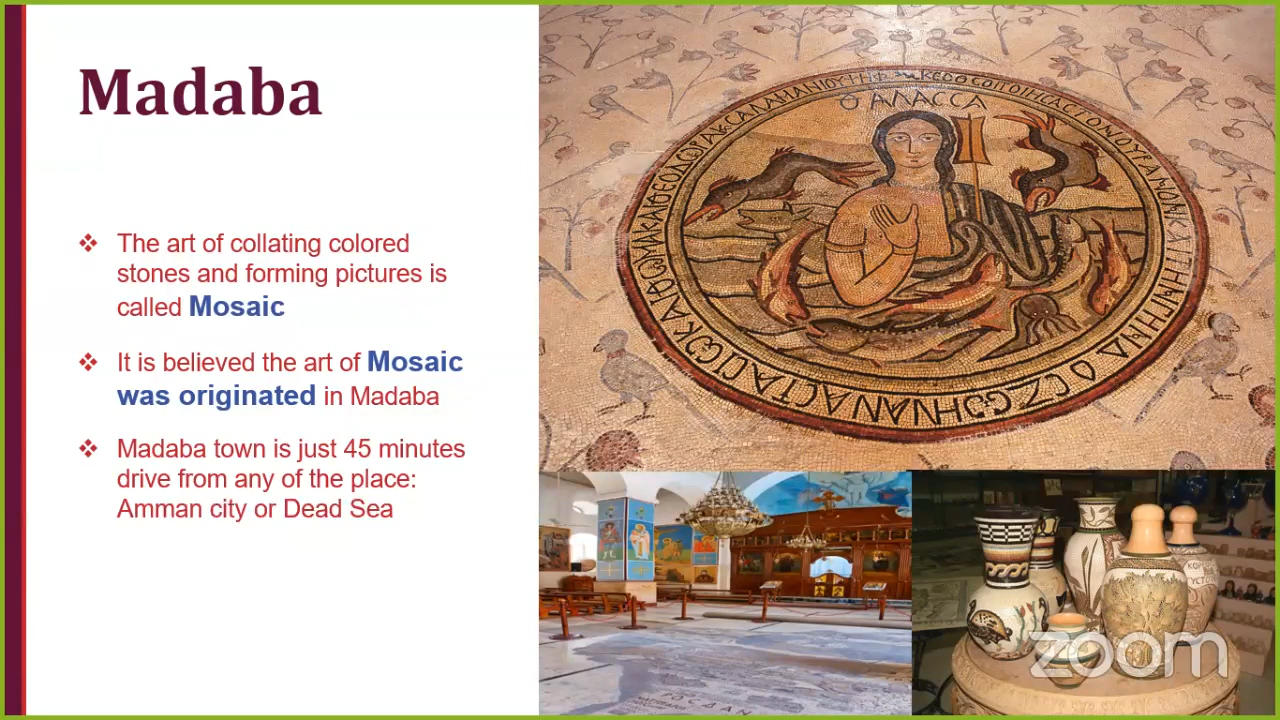 Madaba
❖ The art of collating colored
stones and forming pictures is
called Mosaic
❖ It is believed the art of Mosaic
was originated in Madaba
❖ Madaba town is just 45 minutes
drive from any of the place:
Amman city or Dead Sea
Θ ΑΛΑССΑ
zoom